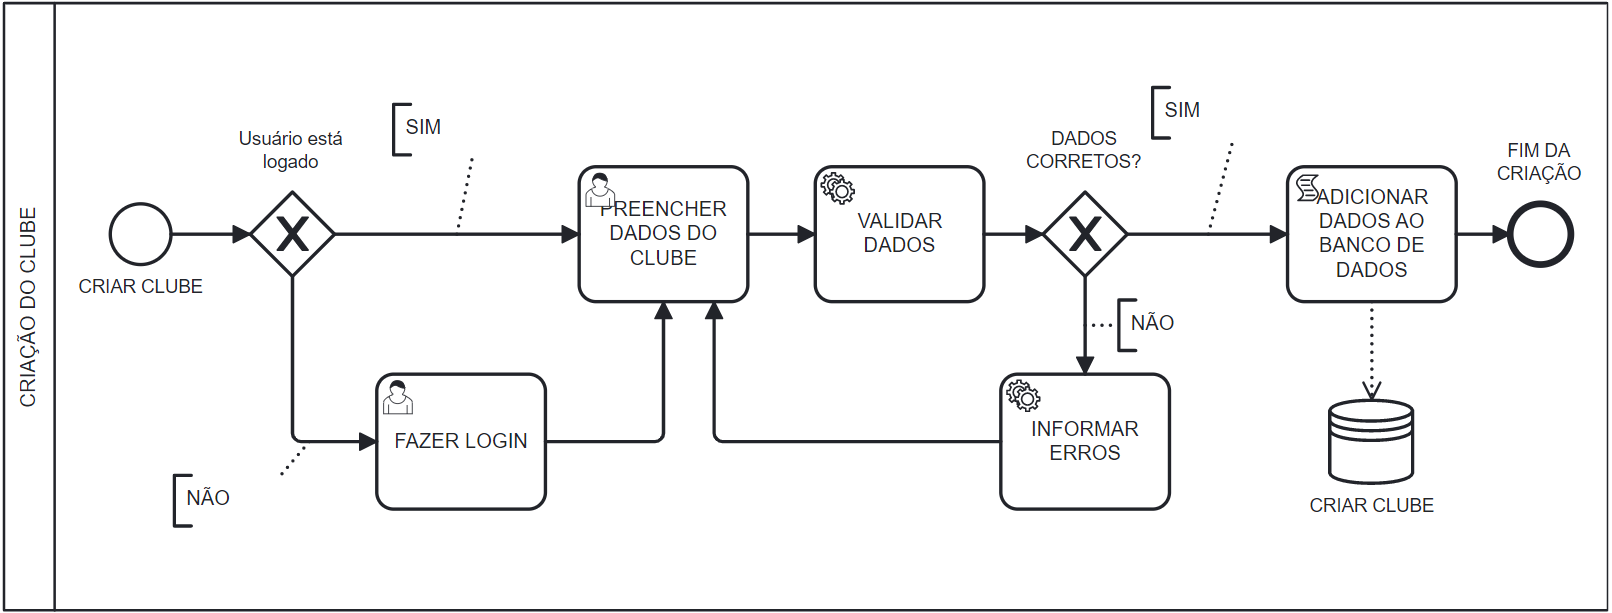 CRIAÇÃO DO CLUBE
CRIAR CLUBE
Usuário está
logado
SIM
NÃO
FAZER LOGIN
PREENCHER
DADOS DO
CLUBE
VALIDAR
DADOS
DADOS
CORRETOS?
SIM
NÃO
INFORMAR
ERROS
ADICIONAR
DADOS AO
BANCO DE
DADOS
CRIAR CLUBE
FIM DA
CRIAÇÃO